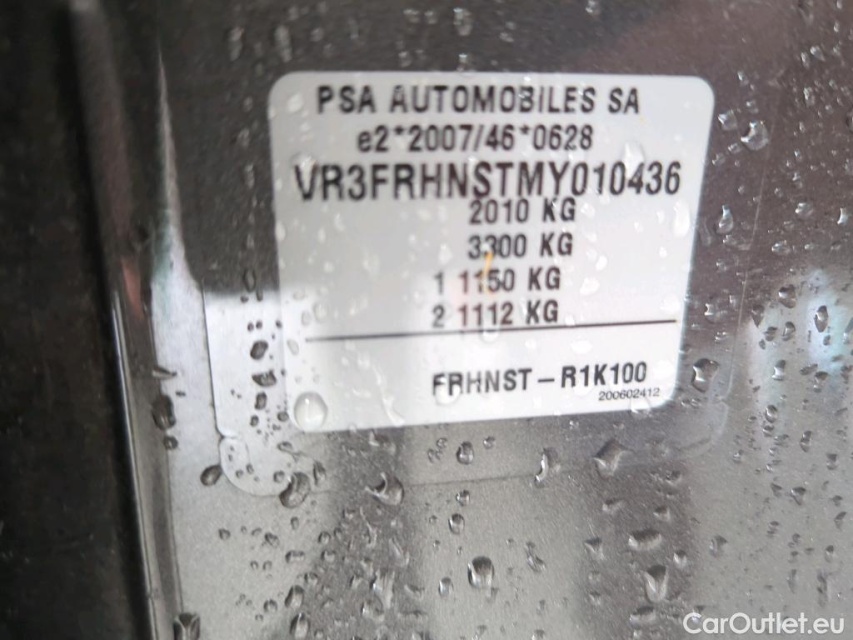 PSA AUTOMOBILES SA
e2*2007/46*0628
VR3FRHNSTMY010436
2010 KG
3300 KG
1 1150 KG
2 1112 KG
FRHNST-R1K100
200602412
CarOutlet.eu